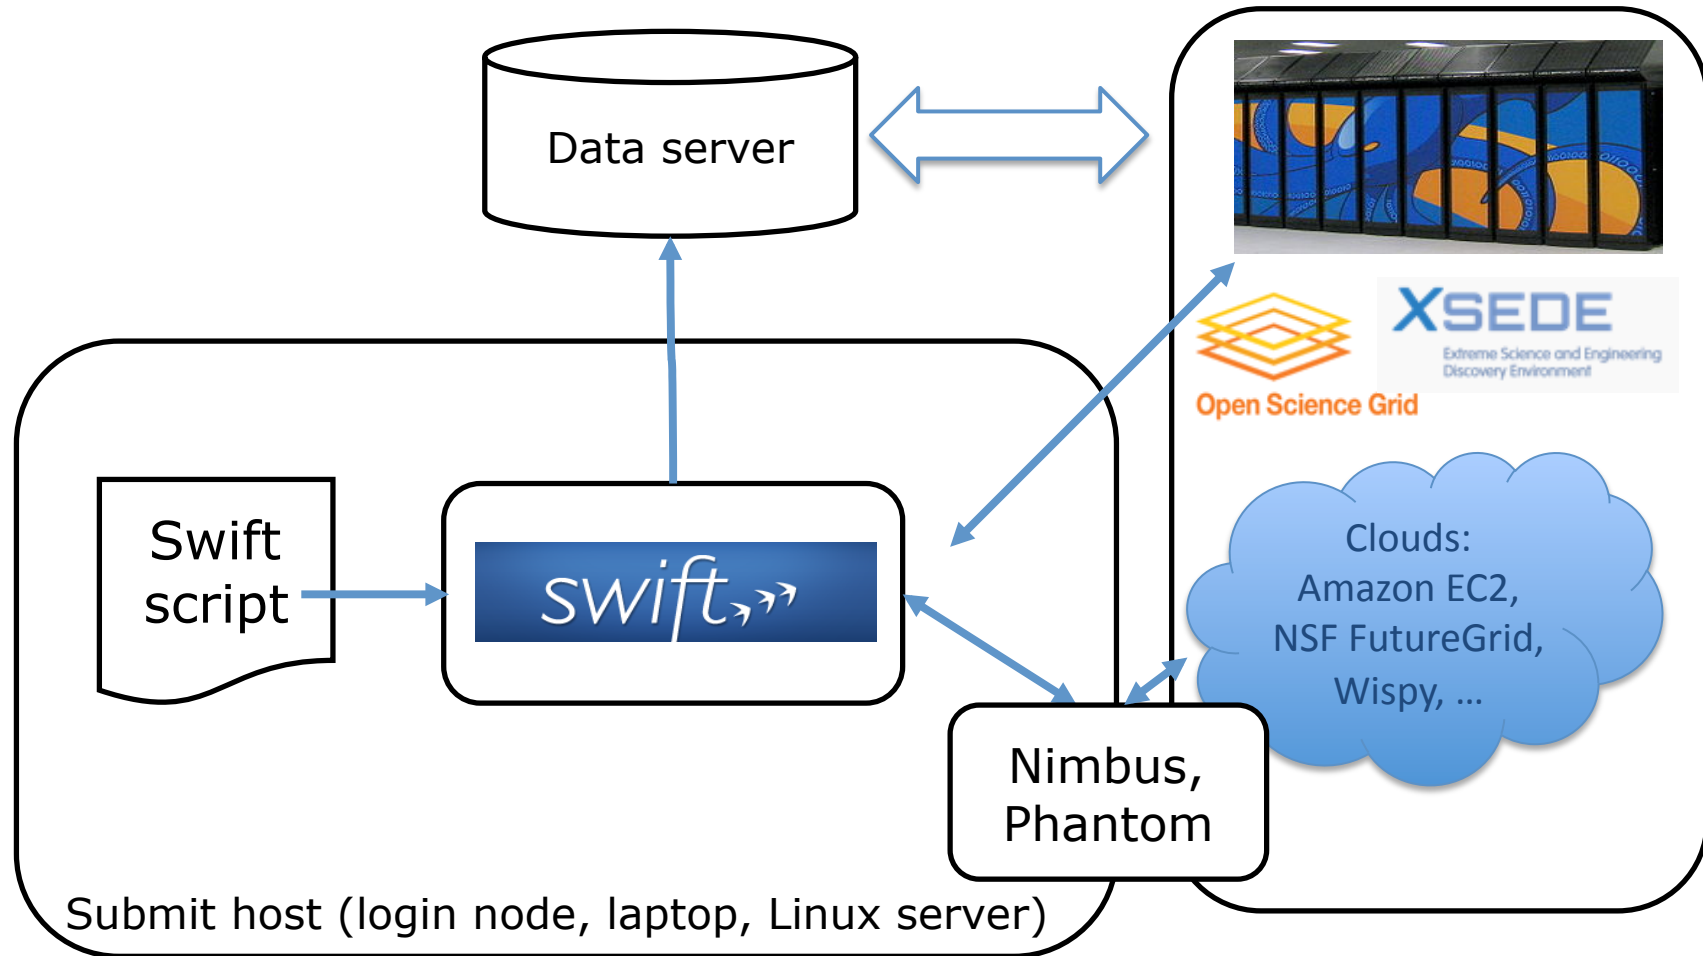 Data server
XSEDE
Extreme Science and Engineering
Discovery Environment
Open Science Grid
Swift
script
swift
Clouds:
Amazon EC2,
NSF FutureGrid,
Wispy, ...
Nimbus,
Phantom
Submit host (login node, laptop, Linux server)